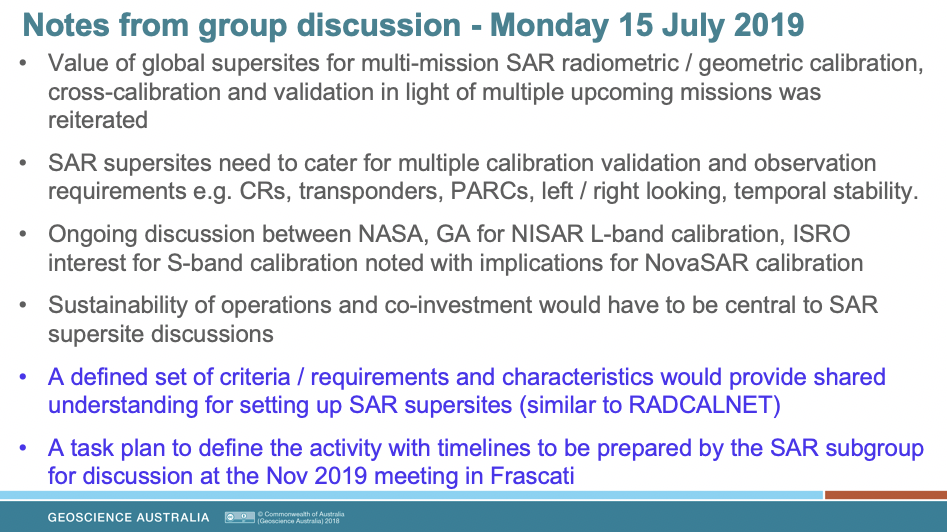 Notes from group discussion - Monday 15 July 2019
• Value of global supersites for multi-mission SAR radiometric / geometric calibration,
cross-calibration and validation in light of multiple upcoming missions was
reiterated
• SAR supersites need to cater for multiple calibration validation and observation
requirements e.g. CRs, transponders, PARCs, left / right looking, temporal stability.
• Ongoing discussion between NASA, GA for NISAR L-band calibration, ISRO
interest for S-band calibration noted with implications for NovaSAR calibration
• Sustainability of operations and co-investment would have to be central to SAR
supersite discussions
• A defined set of criteria / requirements and characteristics would provide shared
understanding for setting up SAR supersites (similar to RADCALNET)
• A task plan to define the activity with timelines to be prepared by the SAR subgroup
for discussion at the Nov 2019 meeting in Frascati
GEOSCIENCE AUSTRALIA
© Commonwealth of Australia
(Geoscience Australia) 2018